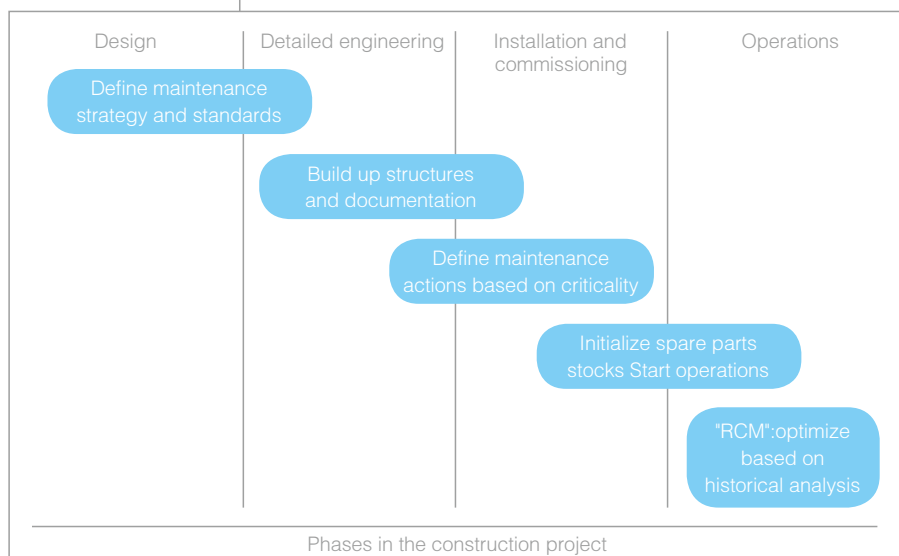 Design
Detailed engineering
Installation and
commissioning
Operations
Define maintenance
strategy and standards
Build up structures
and documentation
Define maintenance
actions based on criticality
Initialize spare parts
stocks Start operations
"RCM":optimize
based on
historical analysis
Phases in the construction project